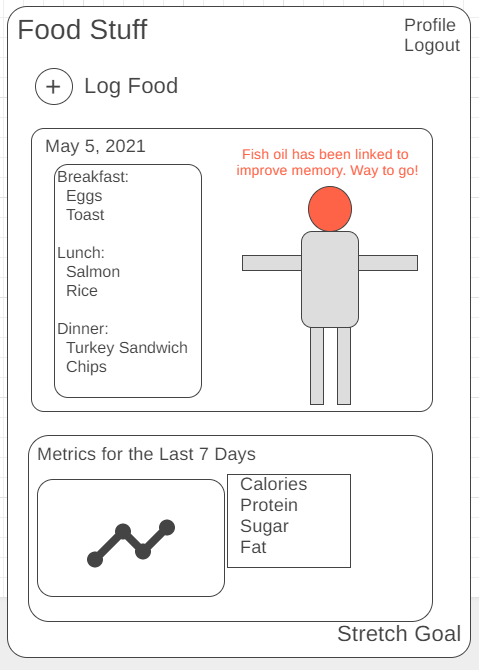 Food Stuff
Profile
Logout
+ Log Food
May 5, 2021
Breakfast:
Eggs
Toast
Lunch:
Salmon
Rice
Dinner:
Turkey Sandwich
Chips
Fish oil has been linked to
improve memory. Way to go!
Metrics for the Last 7 Days
Calories
Protein
Sugar
Fat
Stretch Goal